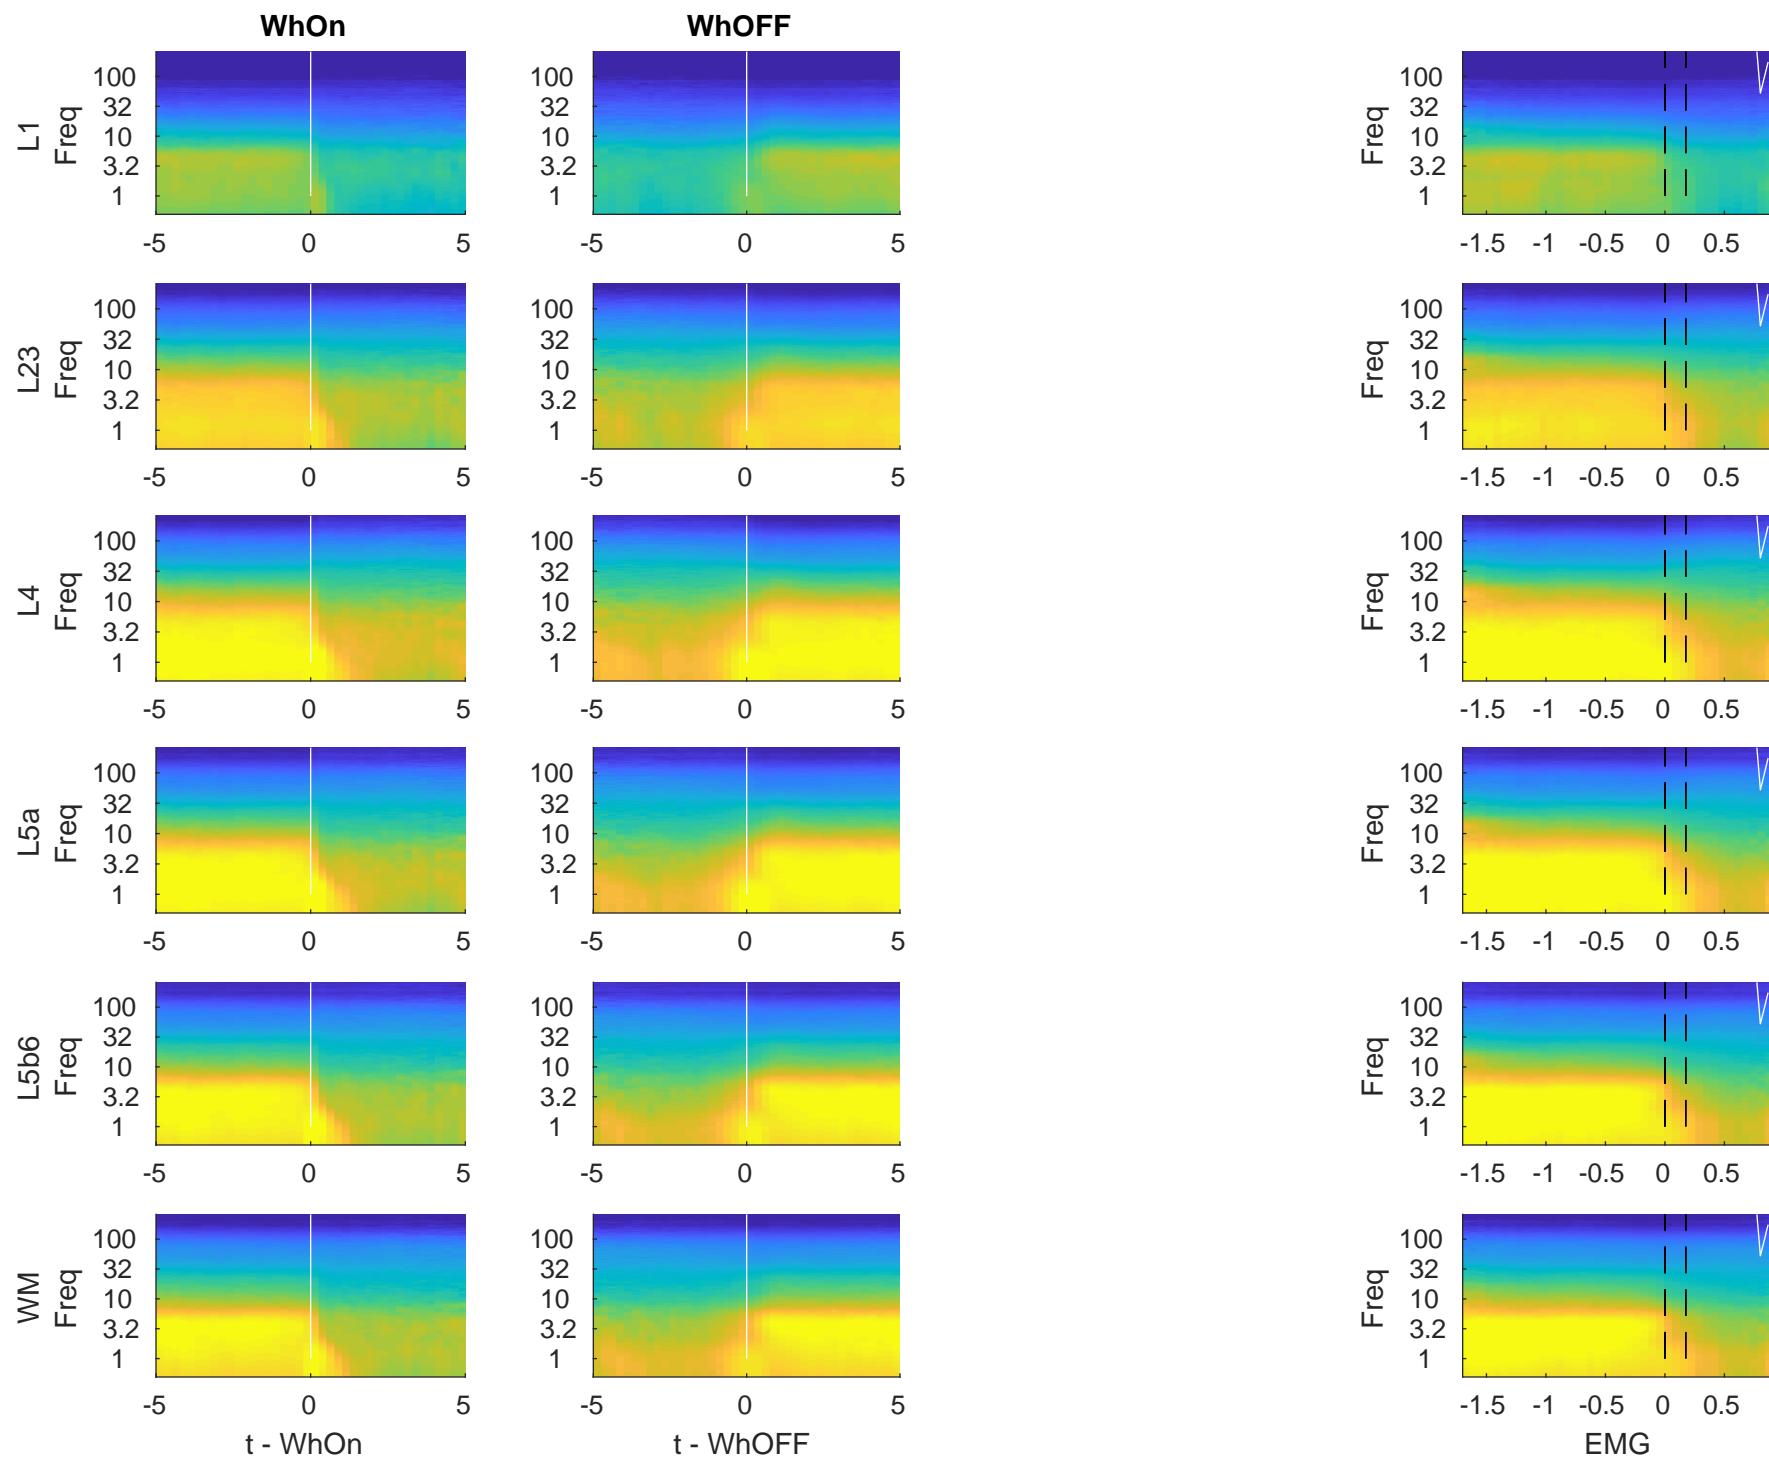 WhOn WhOFF
L1 Freq 100 32 10 3.2 1 100 32 10 3.2 1 Freq 100 32 10 3.2 1
-5 0 5 -5 0 5 -1.5 -1 -0.5 0 0.5
L23 Freq 100 32 10 3.2 1 100 32 10 3.2 1 Freq 100 32 10 3.2 1
-5 0 5 -5 0 5 -1.5 -1 -0.5 0 0.5
L4 Freq 100 32 10 3.2 1 100 32 10 3.2 1 Freq 100 32 10 3.2 1
-5 0 5 -5 0 5 -1.5 -1 -0.5 0 0.5
L5a Freq 100 32 10 3.2 1 100 32 10 3.2 1 Freq 100 32 10 3.2 1
-5 0 5 -5 0 5 -1.5 -1 -0.5 0 0.5
L5b6 Freq 100 32 10 3.2 1 100 32 10 3.2 1 Freq 100 32 10 3.2 1
-5 0 5 -5 0 5 -1.5 -1 -0.5 0 0.5
WM Freq 100 32 10 3.2 1 100 32 10 3.2 1 Freq 100 32 10 3.2 1
-5 0 5 -5 0 5 -1.5 -1 -0.5 0 0.5
t - WhOn t - WhOFF EMG